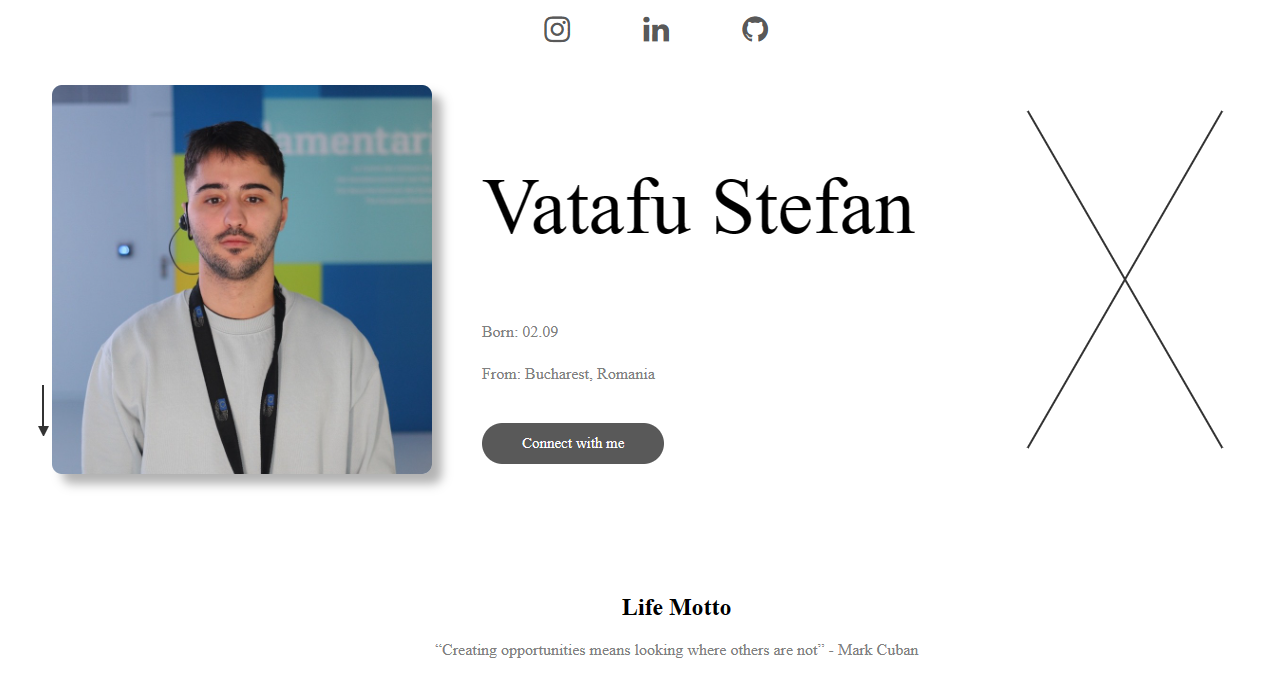 lamentari
Vatafu Stefan
Born: 02.09
From: Bucharest, Romania
Connect with me
Life Motto
“Creating opportunities means looking where others are not” - Mark Cuban